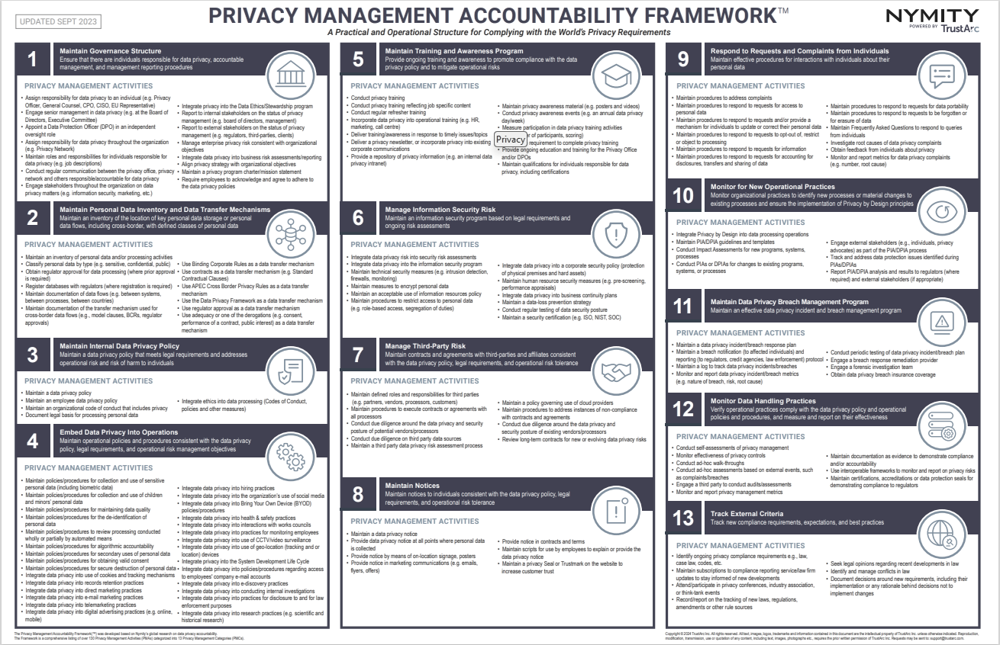 UPDATED SEPT 2023
PRIVACY MANAGEMENT ACCOUNTABILITY FRAMEWORK™
A Practical and Operational Structure for Complying with the World's Privacy Requirements
NYMITY
POWERED BY TrustArc
1
Maintain Governance Structure
Ensure that there are individuals responsible for data privacy, accountable
management, and management reporting procedures
PRIVACY MANAGEMENT ACTIVITIES
• Assign responsibility for data privacy to an individual (e.g. Privacy
Officer, General Counsel, CPO, CISO, EU Representative)
• Engage senior management in data privacy (e.g. at the Board of
Directors, Executive Committee)
• Appoint a Data Protection Officer (DPO) in an independent
oversight role
• Assign responsibility for data privacy throughout the organization
(e.g. Privacy Network)
• Maintain roles and responsibilities for individuals responsible for
data privacy (e.g. job descriptions)
• Conduct regular communication between the privacy office, privacy
network and others responsible/accountable for data privacy
• Engage stakeholders throughout the organization on data
privacy matters (e.g. information security, marketing, etc.)
• Integrate privacy into the Data Ethics/Stewardship program
• Report to internal stakeholders on the status of privacy
management (e.g. board of directors, management)
• Report to external stakeholders on the status of privacy
management (e.g. regulators, third-parties, clients)
• Manage enterprise privacy risk consistent with organizational
objectives
• Integrate data privacy into business risk assessments/reporting
• Align privacy strategy with organizational objectives
• Maintain a privacy program charter/mission statement
• Require employees to acknowledge and agree to adhere to
the data privacy policies
2
Maintain Personal Data Inventory and Data Transfer Mechanisms
Maintain an inventory of the location of key personal data storage or personal
data flows, including cross-border, with defined classes of personal data
PRIVACY MANAGEMENT ACTIVITIES
• Maintain an inventory of personal data and/or processing activities
• Classify personal data by type (e.g. sensitive, confidential, public)
• Obtain regulator approval for data processing (where prior approval
is required)
• Register databases with regulators (where registration is required)
• Maintain documentation of data flows (e.g. between systems,
between processes, between countries)
• Maintain documentation of the transfer mechanism used for
cross-border data flows (e.g., model clauses, BCRs, regulator
approvals)
• Use Binding Corporate Rules as a data transfer mechanism
• Use contracts as a data transfer mechanism (e.g. Standard
Contractual Clauses)
• Use APEC Cross Border Privacy Rules as a data transfer
mechanism
• Use the Data Privacy Framework as a data transfer mechanism
• Use regulator approval as a data transfer mechanism
• Use adequacy or one of the derogations (e.g. consent,
performance of a contract, public interest) as a data transfer
mechanism
3
Maintain Internal Data Privacy Policy
Maintain a data privacy policy that meets legal requirements and addresses
operational risk and risk of harm to individuals
PRIVACY MANAGEMENT ACTIVITIES
• Maintain a data privacy policy
• Maintain an employee data privacy policy
• Maintain an organizational code of conduct that includes privacy
• Document legal basis for processing personal data
• Integrate ethics into data processing (Codes of Conduct,
policies and other measures)
4
Embed Data Privacy Into Operations
Maintain operational policies and procedures consistent with the data privacy
policy, legal requirements, and operational risk management objectives
PRIVACY MANAGEMENT ACTIVITIES
• Maintain policies/procedures for collection and use of sensitive
personal data (including biometric data)
• Maintain policies/procedures for collection and use of children
and minors' personal data
• Maintain policies/procedures for maintaining data quality
• Maintain policies/procedures for the de-identification of
personal data
• Maintain policies/procedures to review processing conducted
wholly or partially by automated means
• Maintain policies/procedures for algorithmic accountability
• Maintain policies/procedures for secondary uses of personal data
• Maintain policies/procedures for obtaining valid consent
• Maintain policies/procedures for secure destruction of personal data
• Integrate data privacy into use of cookies and tracking mechanisms
• Integrate data privacy into records retention practices
• Integrate data privacy into direct marketing practices
• Integrate data privacy into e-mail marketing practices
• Integrate data privacy into telemarketing practices
• Integrate data privacy into digital advertising practices (e.g. online,
mobile)
• Integrate data privacy into hiring practices
• Integrate data privacy into the organization's use of social media
• Integrate data privacy into Bring Your Own Device (BYOD)
policies/procedures
• Integrate data privacy into health & safety practices
• Integrate data privacy into interactions with works councils
• Integrate data privacy into practices for monitoring employees
• Integrate data privacy into use of CCTV/video surveillance
• Integrate data privacy into use of geo-location (tracking and or
location) devices
• Integrate privacy into the System Development Life Cycle
• Integrate data privacy into policies/procedures regarding access
to employees' company e-mail accounts
• Integrate data privacy into e-discovery practices
• Integrate data privacy into conducting internal investigations
• Integrate data privacy into practices for disclosure to and for law
enforcement purposes
• Integrate data privacy into research practices (e.g. scientific and
historical research)
5
Maintain Training and Awareness Program
Provide ongoing training and awareness to promote compliance with the data
privacy policy and to mitigate operational risks
PRIVACY MANAGEMENT ACTIVITIES
• Conduct privacy training
• Conduct privacy training reflecting job specific content
• Conduct regular refresher training
• Incorporate data privacy into operational training (e.g. HR,
marketing, call centre)
• Deliver training/awareness in response to timely issues/topics
• Deliver a privacy newsletter, or incorporate privacy into existing
corporate communications
• Provide a repository of privacy information (e.g. an internal data
privacy intranet)
• Maintain privacy awareness material (e.g. posters and videos)
• Conduct privacy awareness events (e.g. an annual data privacy
day/week)
• Measure participation in data privacy training activities
of participants, scoring)
Privacy
requirement to complete privacy training
• Provide ongoing education and training for the Privacy Office
and/or DPOs
• Maintain qualifications for individuals responsible for data
privacy, including certifications
6
Manage Information Security Risk
Maintain an information security program based on legal requirements and
ongoing risk assessments
PRIVACY MANAGEMENT ACTIVITIES
• Integrate data privacy risk into security risk assessments
• Integrate data privacy into the information security program
• Maintain technical security measures (e.g. intrusion detection,
firewalls, monitoring)
• Maintain measures to encrypt personal data
• Maintain an acceptable use of information resources policy
• Maintain procedures to restrict access to personal data
(e.g. role-based access, segregation of duties)
• Integrate data privacy into a corporate security policy (protection
of physical premises and hard assets)
• Maintain human resource security measures (e.g. pre-screening,
performance appraisals)
• Integrate data privacy into business continuity plans
• Maintain a data-loss prevention strategy
• Conduct regular testing of data security posture
• Maintain a security certification (e.g. ISO, NIST, SOC)
7
Manage Third-Party Risk
Maintain contracts and agreements with third-parties and affiliates consistent
with the data privacy policy, legal requirements, and operational risk tolerance
PRIVACY MANAGEMENT ACTIVITIES
• Maintain defined roles and responsibilities for third parties
(e.g. partners, vendors, processors, customers)
• Maintain procedures to execute contracts or agreements with
all processors
• Conduct due diligence around the data privacy and security
posture of potential vendors/processors
• Conduct due diligence on third party data sources
• Maintain a third party data privacy risk assessment process
• Maintain a policy governing use of cloud providers
• Maintain procedures to address instances of non-compliance
with contracts and agreements
• Conduct due diligence around the data privacy and
security posture of existing vendors/processors
• Review long-term contracts for new or evolving data privacy risks
8
Maintain Notices
Maintain notices to individuals consistent with the data privacy policy, legal
requirements, and operational risk tolerance
PRIVACY MANAGEMENT ACTIVITIES
• Maintain a data privacy notice
• Provide data privacy notice at all points where personal data
is collected
• Provide notice by means of on-location signage, posters
• Provide notice in marketing communications (e.g. emails,
flyers, offers)
• Provide notice in contracts and terms
• Maintain scripts for use by employees to explain or provide the
data privacy notice
• Maintain a privacy Seal or Trustmark on the website to
increase customer trust
9
Respond to Requests and Complaints from Individuals
Maintain effective procedures for interactions with individuals about their
personal data
PRIVACY MANAGEMENT ACTIVITIES
• Maintain procedures to address complaints
• Maintain procedures to respond to requests for access to
personal data
• Maintain procedures to respond to requests and/or provide a
mechanism for individuals to update or correct their personal data
• Maintain procedures to respond to requests to opt-out of, restrict
or object to processing
• Maintain procedures to respond to requests for information
• Maintain procedures to respond to requests for accounting for
disclosures, transfers and sharing of data
• Maintain procedures to respond to requests for data portability
• Maintain procedures to respond to requests to be forgotten or
for erasure of data
• Maintain Frequently Asked Questions to respond to queries
from individuals
• Investigate root causes of data privacy complaints
• Obtain feedback from individuals about privacy
• Monitor and report metrics for data privacy complaints
(e.g. number, root cause)
10
Monitor for New Operational Practices
Monitor organizational practices to identify new processes or material changes to
existing processes and ensure the implementation of Privacy by Design principles
PRIVACY MANAGEMENT ACTIVITIES
• Integrate Privacy by Design into data processing operations
• Maintain PIA/DPIA guidelines and templates
• Conduct Impact Assessments for new programs, systems,
processes
• Conduct PIAs or DPIAs for changes to existing programs,
systems, or processes
• Engage external stakeholders (e.g., individuals, privacy
advocates) as part of the PIA/DPIA process
• Track and address data protection issues identified during
PIAs/DPIAs
• Report PIA/DPIA analysis and results to regulators (where
required) and external stakeholders (if appropriate)
11
Maintain Data Privacy Breach Management Program
Maintain an effective data privacy incident and breach management program
PRIVACY MANAGEMENT ACTIVITIES
• Maintain a data privacy incident/breach response plan
• Maintain a breach notification (to affected individuals) and
reporting (to regulators, credit agencies, law enforcement) protocol
• Maintain a log to track data privacy incidents/breaches
• Monitor and report data privacy incident/breach metrics
(e.g. nature of breach, risk, root cause)
• Conduct periodic testing of data privacy incident/breach plan
• Engage a breach response remediation provider
• Engage a forensic investigation team
• Obtain data privacy breach insurance coverage
12
Monitor Data Handling Practices
Verify operational practices comply with the data privacy policy and operational
policies and procedures, and measure and report on their effectiveness
PRIVACY MANAGEMENT ACTIVITIES
• Conduct self-assessments of privacy management
• Monitor effectiveness of privacy controls
• Conduct ad-hoc walk-throughs
• Conduct ad-hoc assessments based on external events, such
as complaints/breaches
• Engage a third party to conduct audits/assessments
• Monitor and report privacy management metrics
• Maintain documentation as evidence to demonstrate compliance
and/or accountability
• Use interoperable frameworks to monitor and report on privacy risks
• Maintain certifications, accreditations or data protection seals for
demonstrating compliance to regulators
13
Track External Criteria
Track new compliance requirements, expectations, and best practices
PRIVACY MANAGEMENT ACTIVITIES
• Identify ongoing privacy compliance requirements e.g., law,
case law, codes, etc.
• Maintain subscriptions to compliance reporting service/law firm
updates to stay informed of new developments
• Attend/participate in privacy conferences, industry association,
or think-tank events
• Record/report on the tracking of new laws, regulations,
amendments or other rule sources
• Seek legal opinions regarding recent developments in law
• Identify and manage conflicts in law
• Document decisions around new requirements, including their
implementation or any rationale behind decisions not to
implement changes
The Privacy Management Accountability Framework(™) was developed based on Nymity's global research on data privacy accountability.
The Framework is a comprehensive listing of over 130 Privacy Management Activities (PMAs) categorized into 13 Privacy Management Categories (PMCs).
Copyright © 2024 TrustArc Inc. All rights reserved. All text, images, logos, trademarks and information contained in this document are the intellectual property of TrustArc Inc. unless otherwise indicated. Reproduction,
modification, transmission, use or quotation of any content, including text, images, photographs etc., requires the prior written permission of TrustArc Inc. Requests may be sent to: support@trustarc.com.